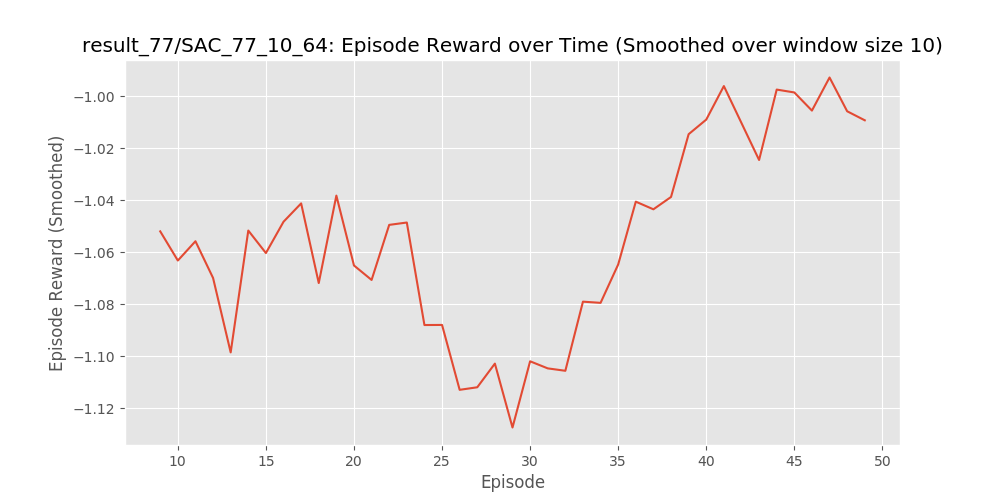 result_77/SAC_77_10_64: Episode Reward over Time (Smoothed over window size 10)
Episode Reward (Smoothed)
−1.00
−1.02
−1.04
−1.06
−1.08
−1.10
−1.12
10 15 20 25 30 35 40 45 50
Episode